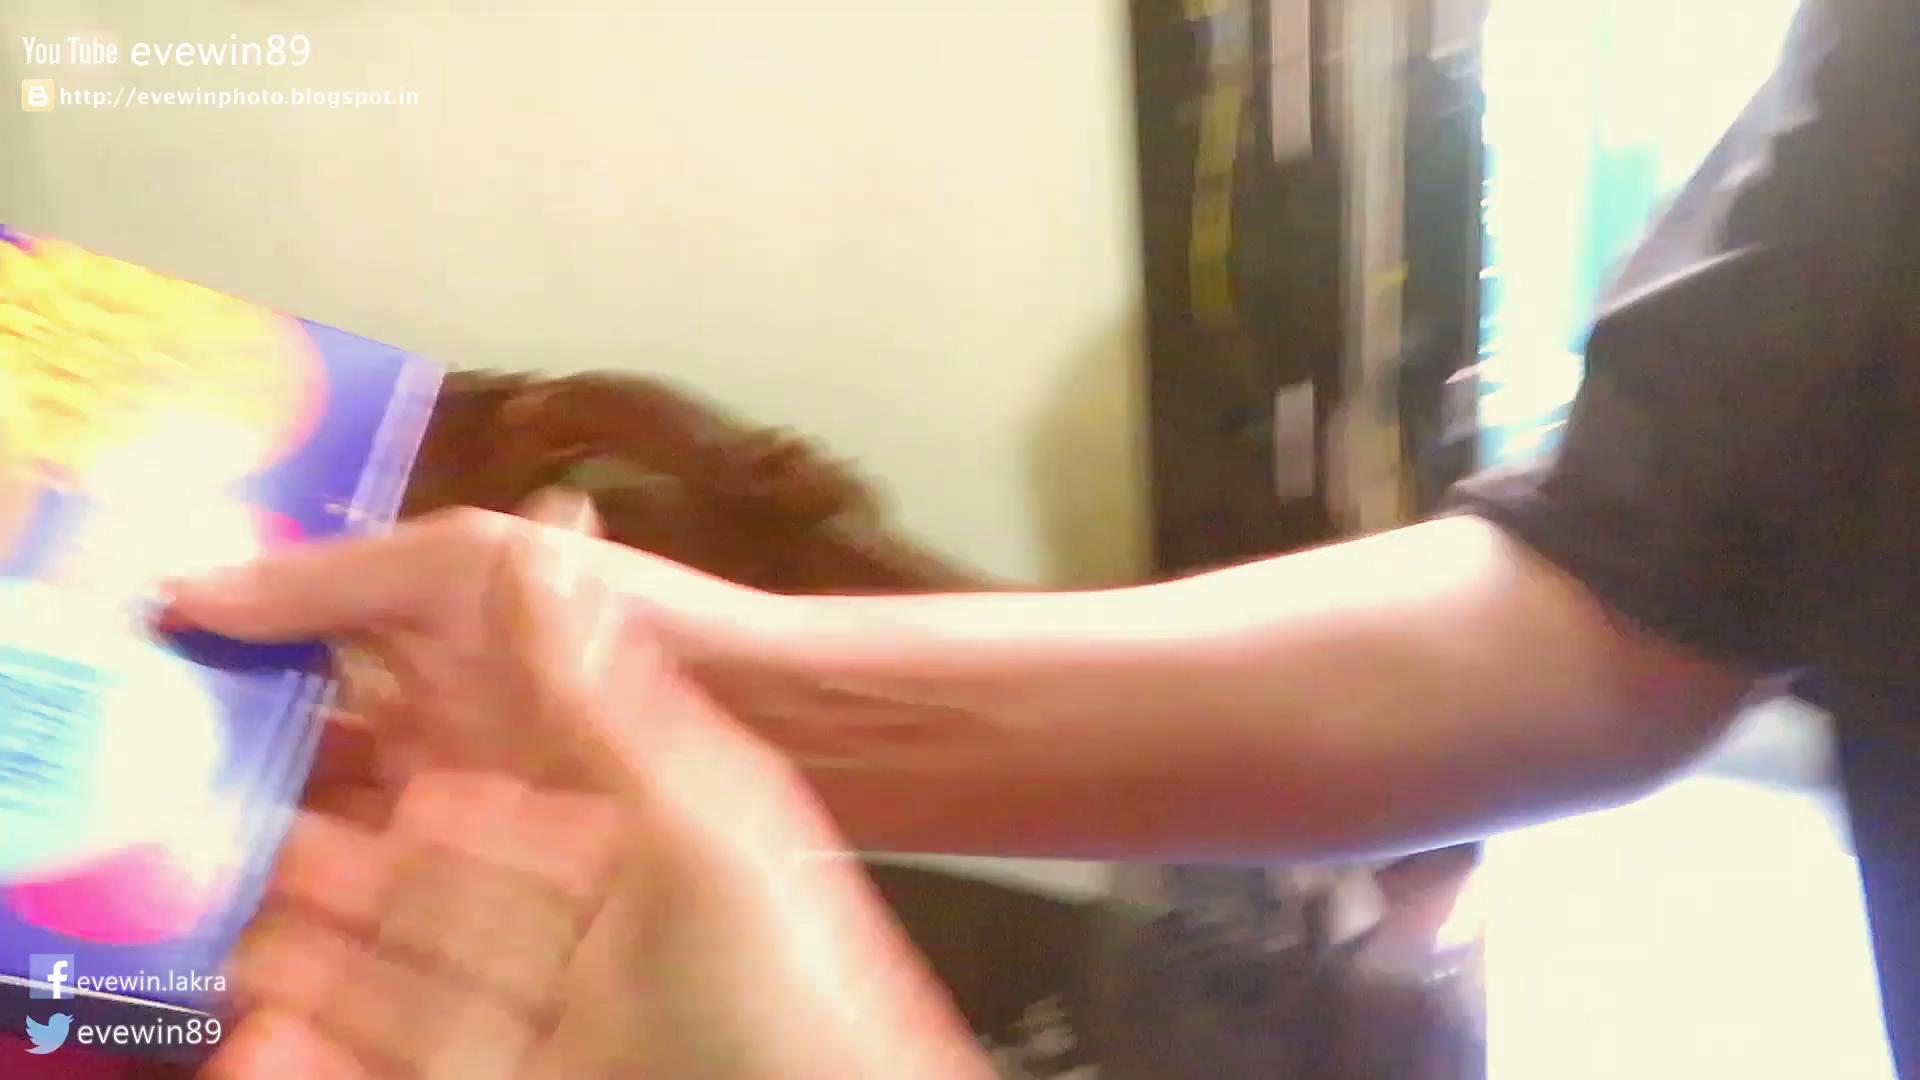 You Tube evewin89
http://evewinphoto.blogspot.in
evewin.lakra
evewin89